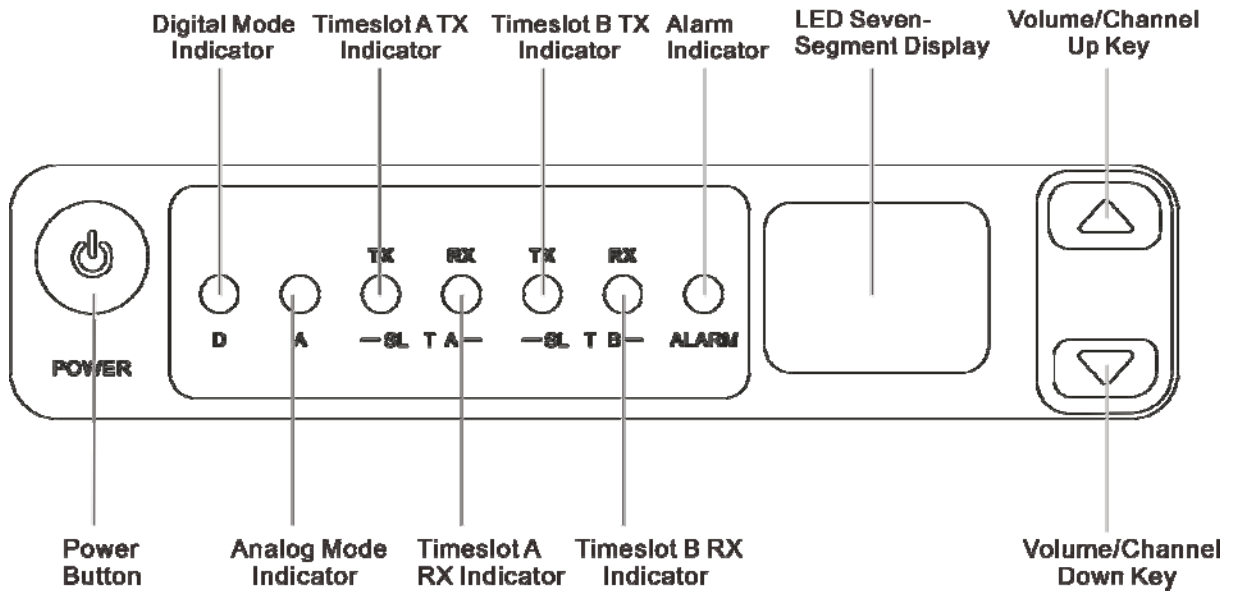 Digital Mode
Indicator
Timeslot A TX
Indicator
Timeslot B TX
Indicator
Alarm
Indicator
LED Seven-
Segment Display
Volume/Channel
Up Key
TX
RX
TX
RX
D
A
SL T A
SL T B
ALARM
POWER
Power
Button
Analog Mode
Indicator
Timeslot A
RX Indicator
Timeslot B RX
Indicator
Volume/Channel
Down Key